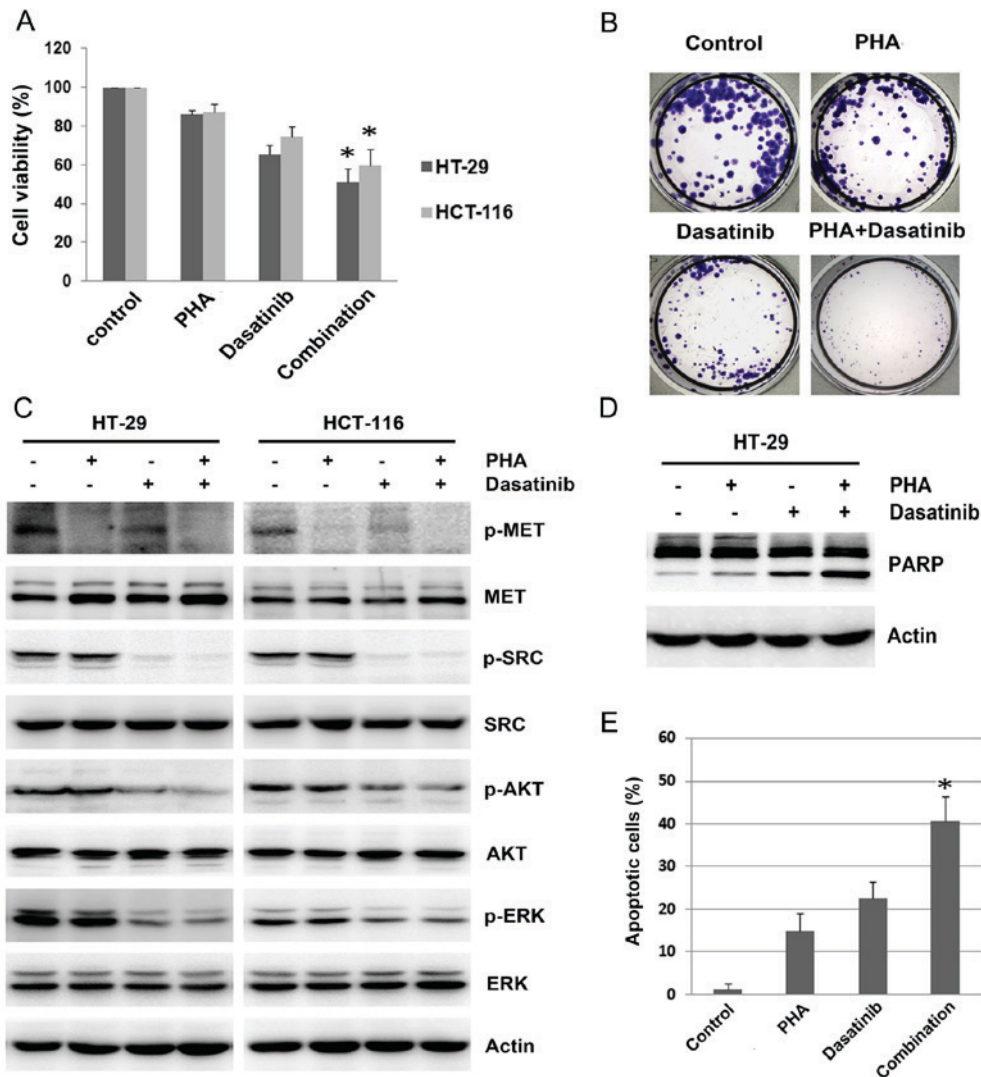 A
Cell viability (%)
120
100
80
60
40
20
0
* *
control PHA Dasatinib Combination
HT-29
HCT-116
B
Control PHA
Dasatinib PHA+Dasatinib
C
HT-29 HCT-116
- + - + - + - + PHA
- - + + - - + + Dasatinib
p-MET
MET
p-SRC
SRC
p-AKT
AKT
p-ERK
ERK
Actin
D
HT-29
- + - + PHA
- - + + Dasatinib
PARP
Actin
E
Apoptotic cells (%)
60
50
40
30
20
10
0
*
Control PHA Dasatinib Combination